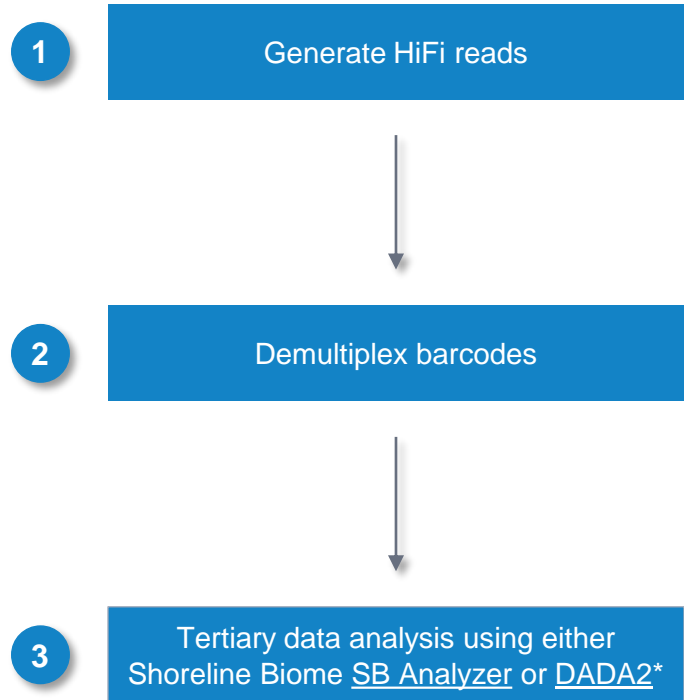 1
Generate HiFi reads
2
Demultiplex barcodes
3
Tertiary data analysis using either
Shoreline Biome SB Analyzer or DADA2*